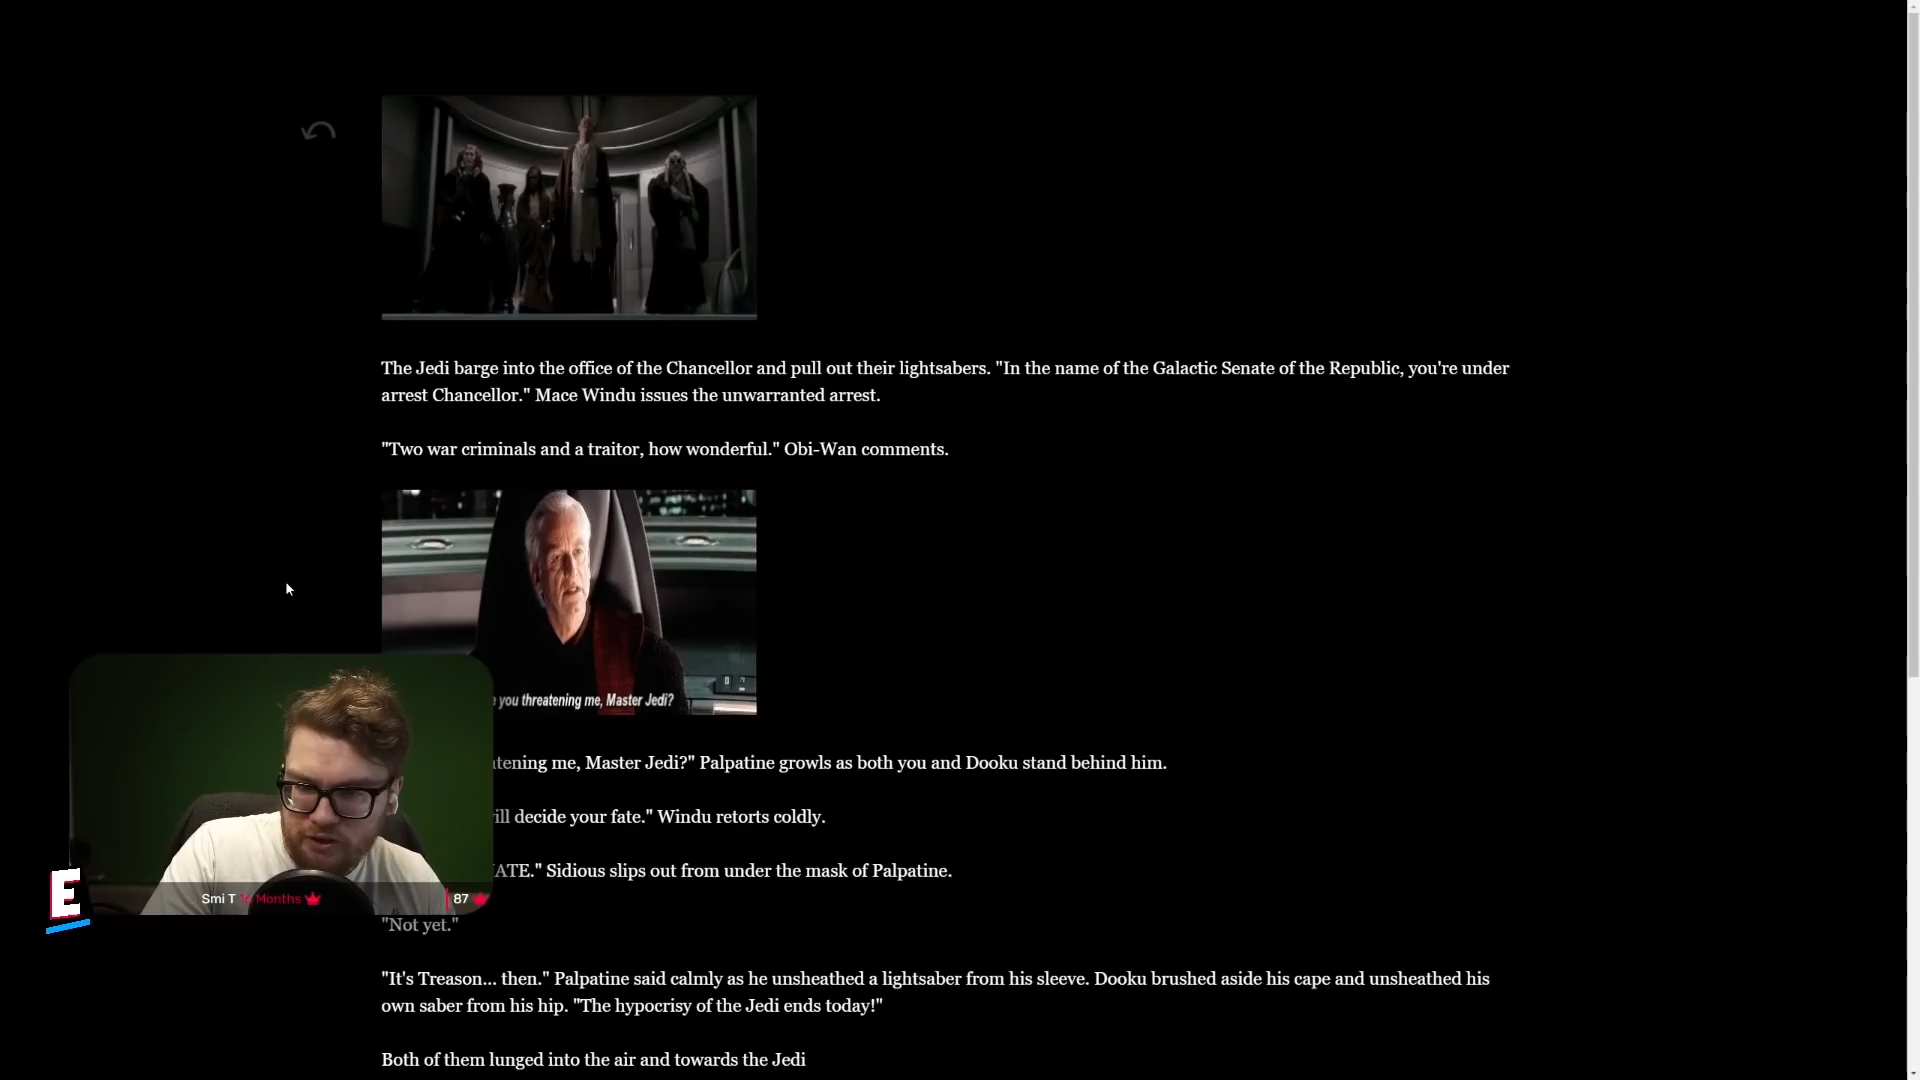 The Jedi barge into the office of the Chancellor and pull out their lightsabers. "In the name of the Galactic Senate of the Republic, you're under
arrest Chancellor." Mace Windu issues the unwarranted arrest.
"Two war criminals and a traitor, how wonderful." Obi-Wan comments.
you threatening me, Master Jedi?
me, Master Jedi?" Palpatine growls as both you and Dooku stand behind him.
decide your fate." Windu retorts coldly.
Sidious slips out from under the mask of Palpatine.
E
Smi T 16 Months
87
"Not yet."
"It's Treason... then." Palpatine said calmly as he unsheathed a lightsaber from his sleeve. Dooku brushed aside his cape and unsheathed his
own saber from his hip. "The hypocrisy of the Jedi ends today!"
Both of them lunged into the air and towards the Jedi